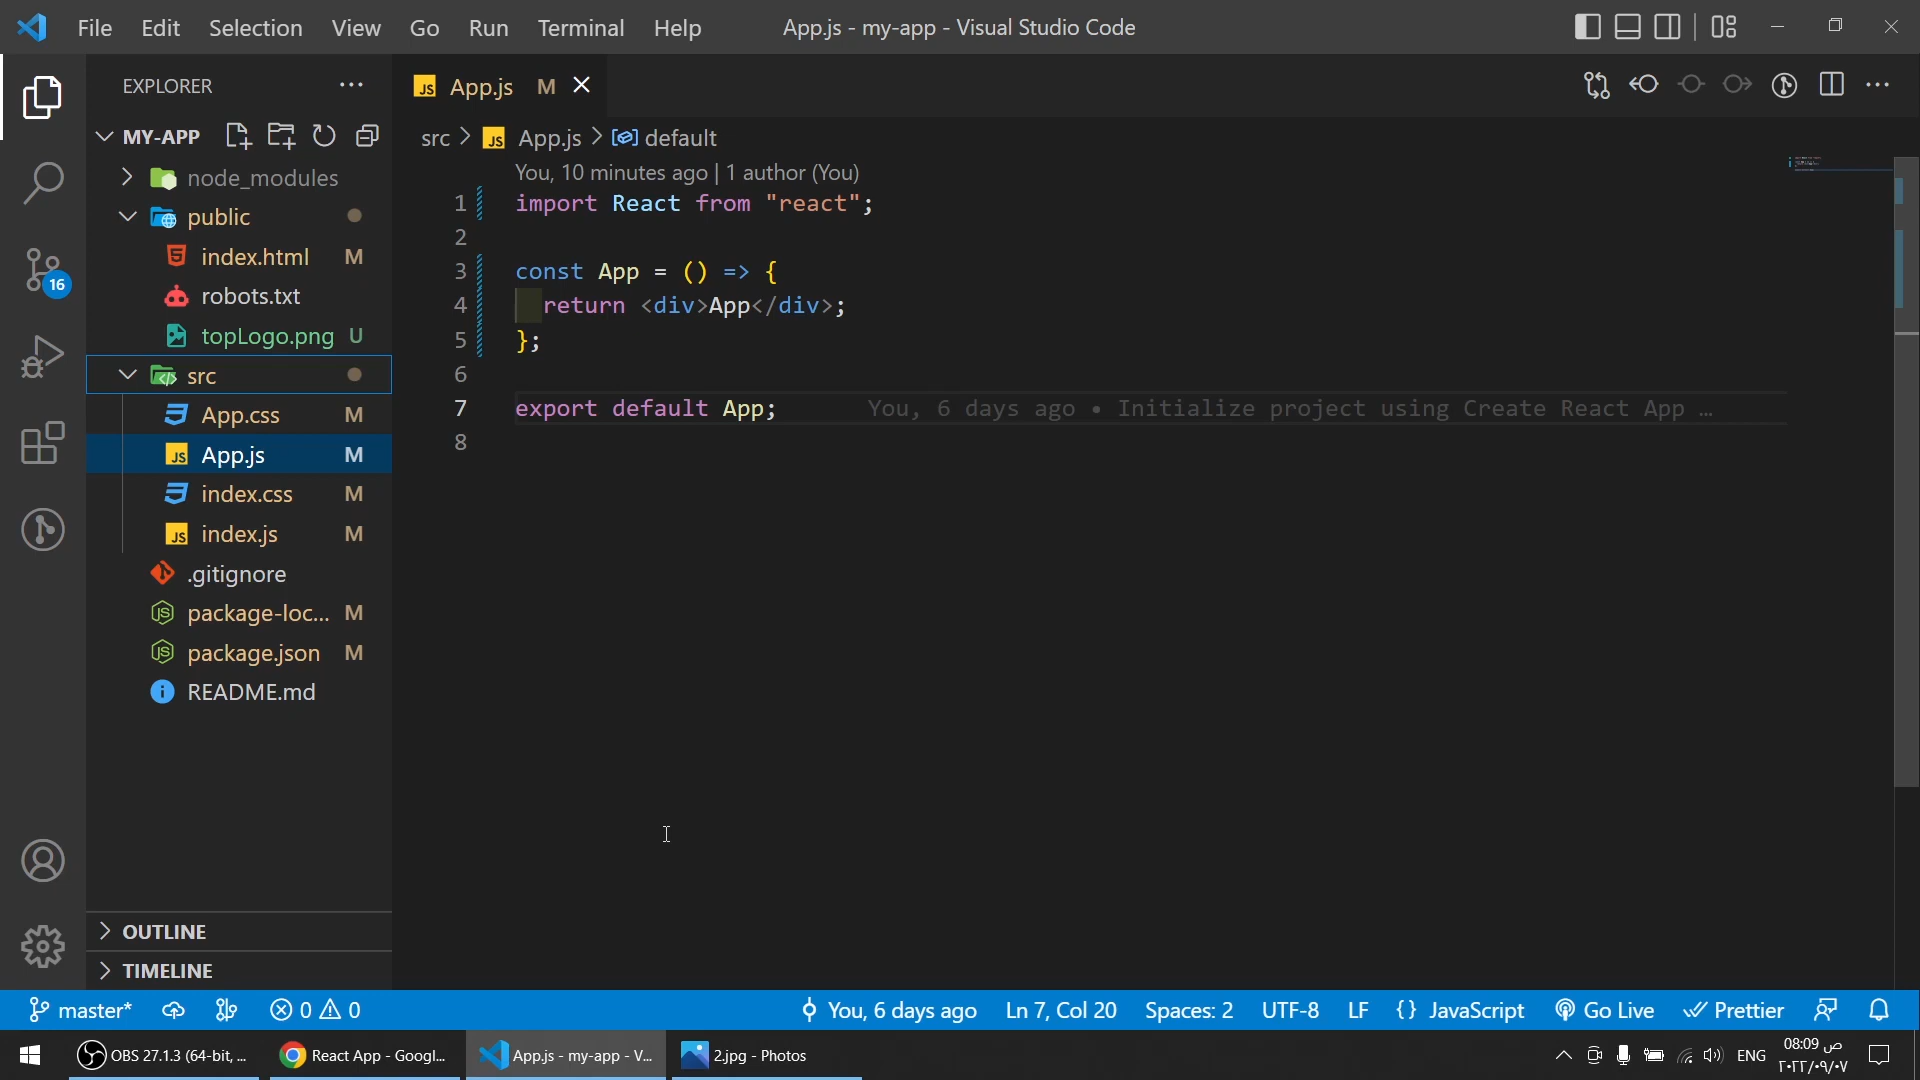 File Edit Selection View Go Run Terminal Help
App.js - my-app - Visual Studio Code
EXPLORER
MY-APP
node_modules
public
index.html M
robots.txt
topLogo.png U
src
App.css M
App.js M
index.css M
index.js M
.gitignore
package-loc... M
package.json M
README.md
OUTLINE
TIMELINE
16
App.js M
src > App.js > default
You, 10 minutes ago | 1 author (You)
1 import React from "react";
2
3 const App = () => {
4 return <div>App</div>;
5 };
6
7 export default App; You, 6 days ago • Initialize project using Create React App …
8
master* 0 0 You, 6 days ago Ln 7, Col 20 Spaces: 2 UTF-8 LF {} JavaScript Go Live Prettier
OBS 27.1.3 (64-bit, ... React App - Googl... App.js - my-app - V... 2.jpg - Photos ENG
08:09 ص
٢٠٢٢/٠٩/٠٧